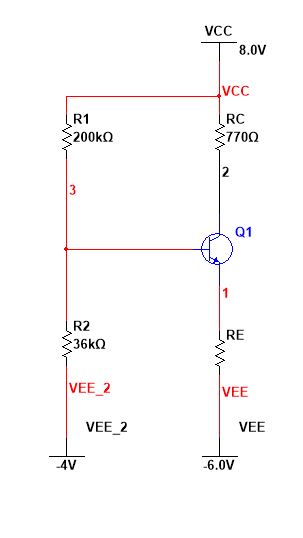 VCC
8.0V
VCC
R1
200kΩ
RC
770Ω
2
3
Q1
1
R2
36kΩ
RE
VEE_2
VEE
VEE_2
VEE
-4V
-6.0V